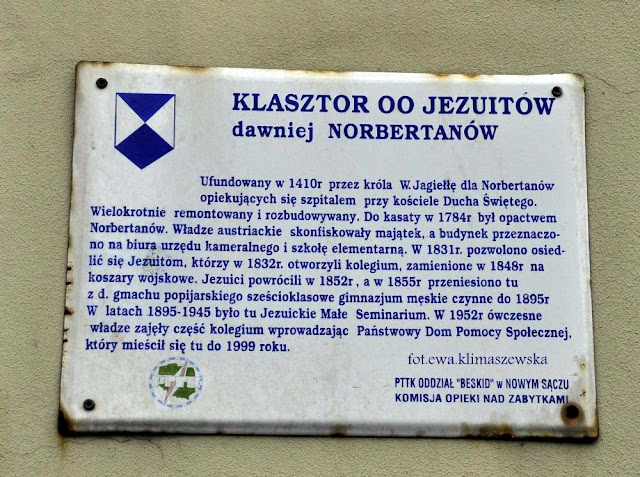 KLASZTOR OO JEZUITÓW
dawniej NORBERTANÓW
Ufundowany w 1410r przez króla W.Jagiełłę dla Norbertanów
opiekujących się szpitalem przy kościele Ducha Świętego.
Wielokrotnie remontowany i rozbudowywany. Do kasaty w 1784r był opactwem
Norbertanów. Władze austriackie skonfiskowały majątek, a budynek przeznaczo-
no na biura urzędu kameralnego i szkołę elementarną. W 1831r. pozwolono osied-
lić się Jezuitom, którzy w 1832r. otworzyli kolegium, zamienione w 1848r na
koszary wojskowe. Jezuici powrócili w 1852r , a w 1855r przeniesiono tu
z d. gmachu popijarskiego sześcioklasowe gimnazjum męskie czynne do 1895r
W latach 1895-1945 było tu Jezuickie Małe Seminarium. W 1952r ówczesne
władze zajęły część kolegium wprowadzając Państwowy Dom Pomocy Społecznej,
który mieścił się tu do 1999 roku.
fot.ewa.klimaszewska
PTTK ODDZIAŁ "BESKID" w NOWYM SĄCZU
KOMISJA OPIEKI NAD ZABYTKAMI